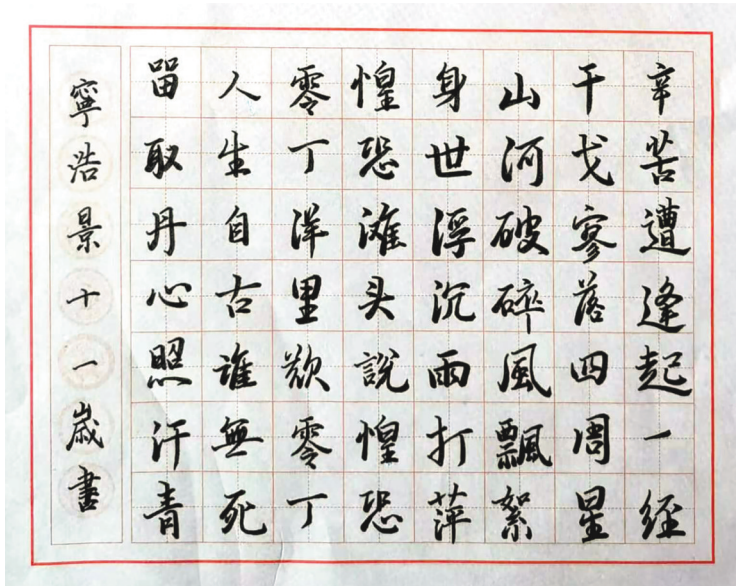 辛苦遭逢起一经
干戈寥落四周星
山河破碎風飄絮
身世浮沉雨打萍
惶恐滩头說惶恐
零丁洋里歎零丁
人生自古誰無死
留取丹心照汗青
寧浩景十一歲書